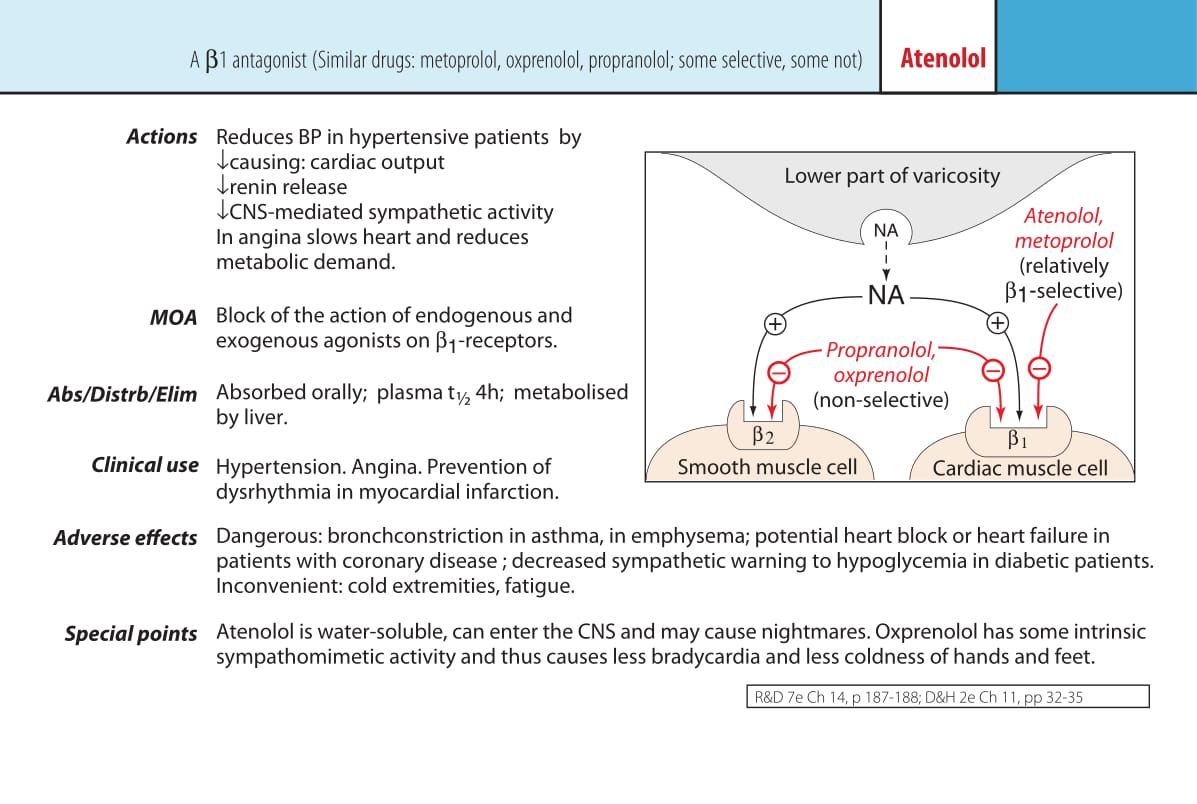 A β1 antagonist (Similar drugs: metoprolol, oxprenolol, propranolol; some selective, some not)
Atenolol
Actions
Reduces BP in hypertensive patients by
↓causing: cardiac output
↓renin release
↓CNS-mediated sympathetic activity
In angina slows heart and reduces
metabolic demand.
MOA
Block of the action of endogenous and
exogenous agonists on β1-receptors.
Abs/Distrb/Elim
Absorbed orally; plasma t½ 4h; metabolised
by liver.
Clinical use
Hypertension. Angina. Prevention of
dysrhythmia in myocardial infarction.
Lower part of varicosity
NA
NA
Atenolol,
metoprolol
(relatively
β1-selective)
+
+
Propranolol,
oxprenolol
(non-selective)
−
−
−
β2
β1
Smooth muscle cell
Cardiac muscle cell
Adverse effects
Dangerous: bronchconstriction in asthma, in emphysema; potential heart block or heart failure in
patients with coronary disease ; decreased sympathetic warning to hypoglycemia in diabetic patients.
Inconvenient: cold extremities, fatigue.
Special points
Atenolol is water-soluble, can enter the CNS and may cause nightmares. Oxprenolol has some intrinsic
sympathomimetic activity and thus causes less bradycardia and less coldness of hands and feet.
R&D 7e Ch 14, p 187-188; D&H 2e Ch 11, pp 32-35